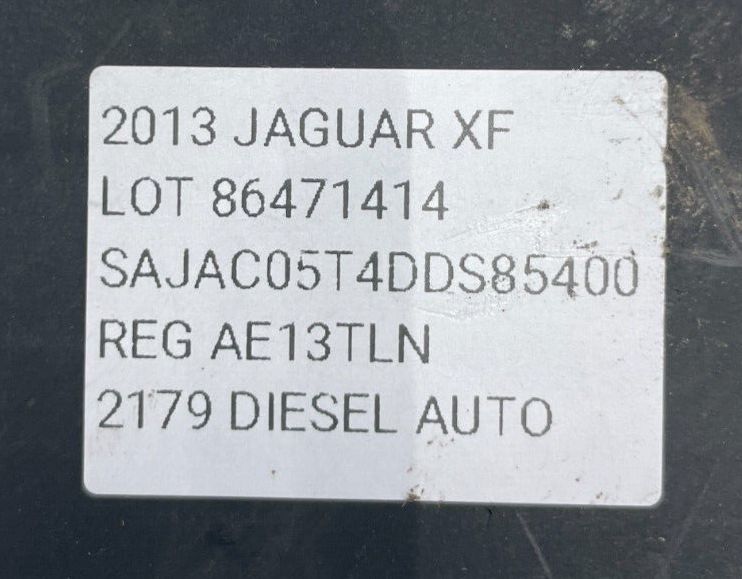 2013 JAGUAR XF
LOT 86471414
SAJAC05T4DDS85400
REG AE13TLN
2179 DIESEL AUTO